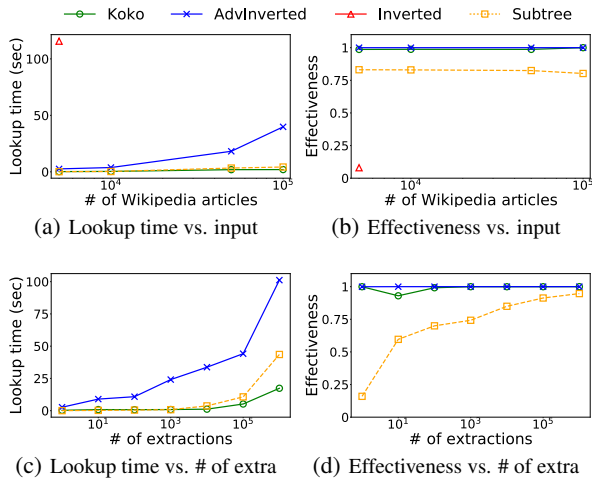 Koko AdvInverted Inverted Subtree
Lookup time (sec)
100
50
0
10^4 10^5
# of Wikipedia articles
(a) Lookup time vs. input
Effectiveness
1
0.75
0.5
0.25
0
10^4 10^5
# of Wikipedia articles
(b) Effectiveness vs. input
Lookup time (sec)
100
75
50
25
0
10^1 10^3 10^5
# of extractions
(c) Lookup time vs. # of extra
Effectiveness
1
0.75
0.5
0.25
0
10^1 10^3 10^5
# of extractions
(d) Effectiveness vs. # of extra